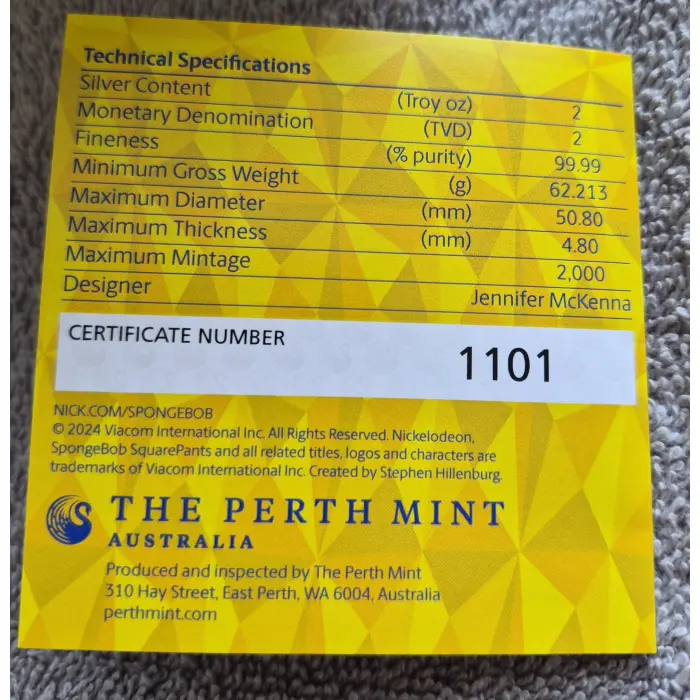 Technical Specifications
Silver Content (Troy oz) 2
Monetary Denomination (TVD) 2
Fineness (% purity) 99.99
Minimum Gross Weight (g) 62.213
Maximum Diameter (mm) 50.80
Maximum Thickness (mm) 4.80
Maximum Mintage 2,000
Designer Jennifer McKenna
CERTIFICATE NUMBER 1101
NICK.COM/SPONGEBOB
© 2024 Viacom International Inc. All Rights Reserved. Nickelodeon,
SpongeBob SquarePants and all related titles, logos and characters are
trademarks of Viacom International Inc. Created by Stephen Hillenburg.
THE PERTH MINT
AUSTRALIA
Produced and inspected by The Perth Mint
310 Hay Street, East Perth, WA 6004, Australia
perthmint.com